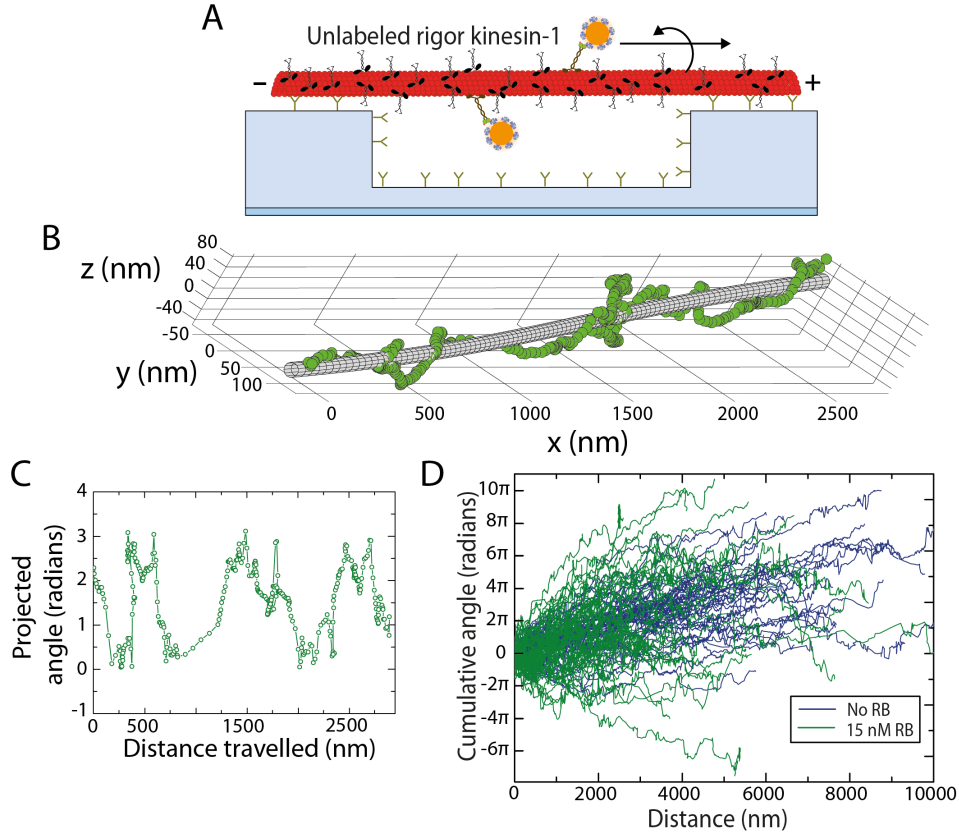 A
Unlabeled rigor kinesin-1
−
+
B
80
40
0
-40
z (nm)
-50
0
50
100
y (nm)
0
500
1000
1500
2000
2500
x (nm)
C
4
3
2
1
0
-1
Projected
angle (radians)
0
500
1500
2500
Distance travelled (nm)
D
10π
8π
6π
4π
2π
0
-2π
-4π
-6π
Cumulative angle (radians)
No RB
15 nM RB
0
2000
4000
6000
8000
10000
Distance (nm)